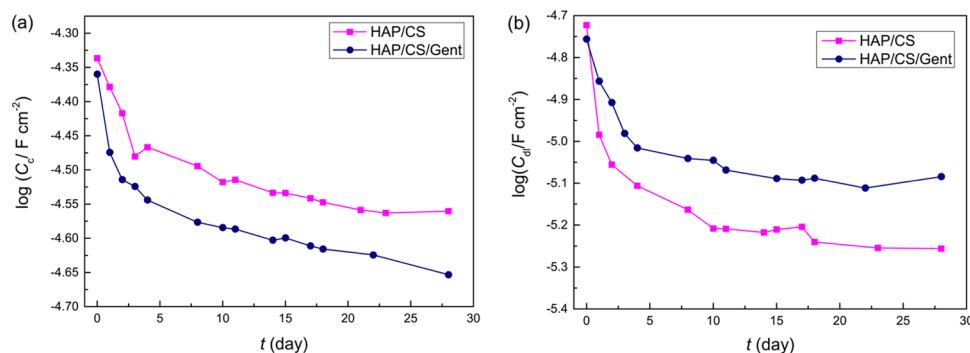 (a)
HAP/CS
HAP/CS/Gent
-4.30
-4.35
-4.40
-4.45
-4.50
-4.55
-4.60
-4.65
-4.70
log (Cc/ F cm-2)
0 5 10 15 20 25 30
t (day)
(b)
HAP/CS
HAP/CS/Gent
-4.7
-4.8
-4.9
-5.0
-5.1
-5.2
-5.3
-5.4
log(Cdl/F cm-2)
0 5 10 15 20 25 30
t (day)